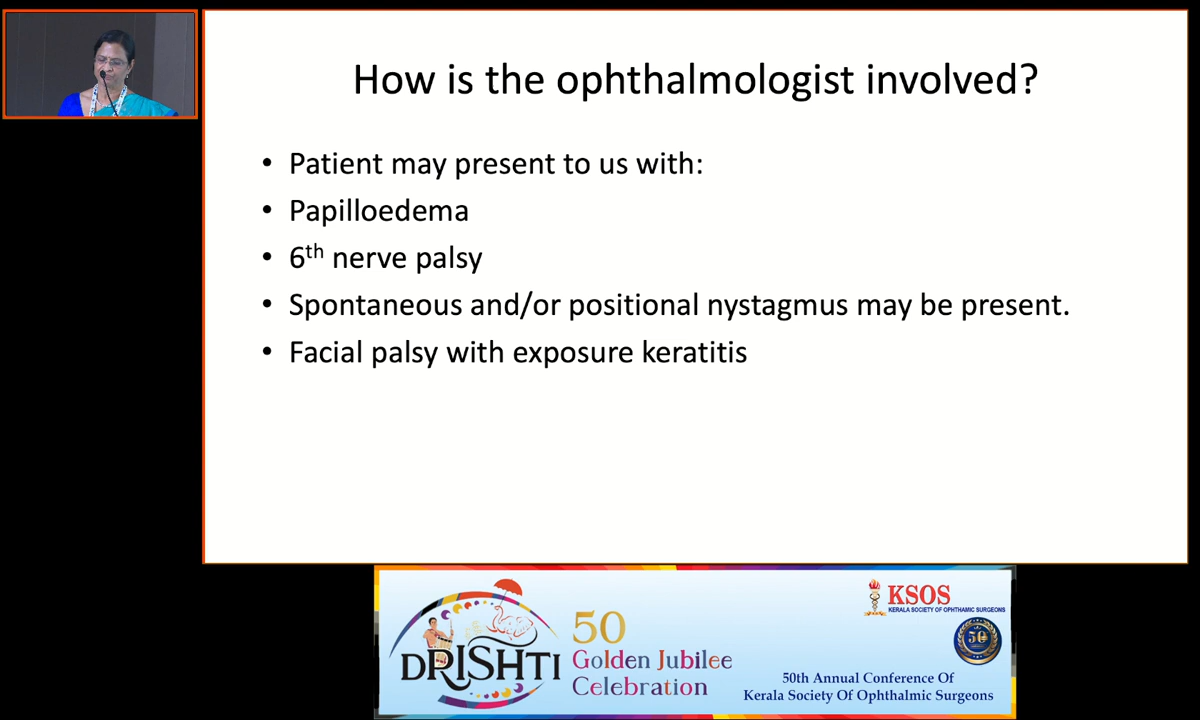 How is the ophthalmologist involved?
• Patient may present to us with:
• Papilloedema
• 6th nerve palsy
• Spontaneous and/or positional nystagmus may be present.
• Facial palsy with exposure keratitis
DRISHTI
50
Golden Jubilee
Celebration
KSOS
KERALA SOCIETY OF OPHTHAMIC SURGEONS
50
50th Annual Conference Of
Kerala Society Of Ophthalmic Surgeons